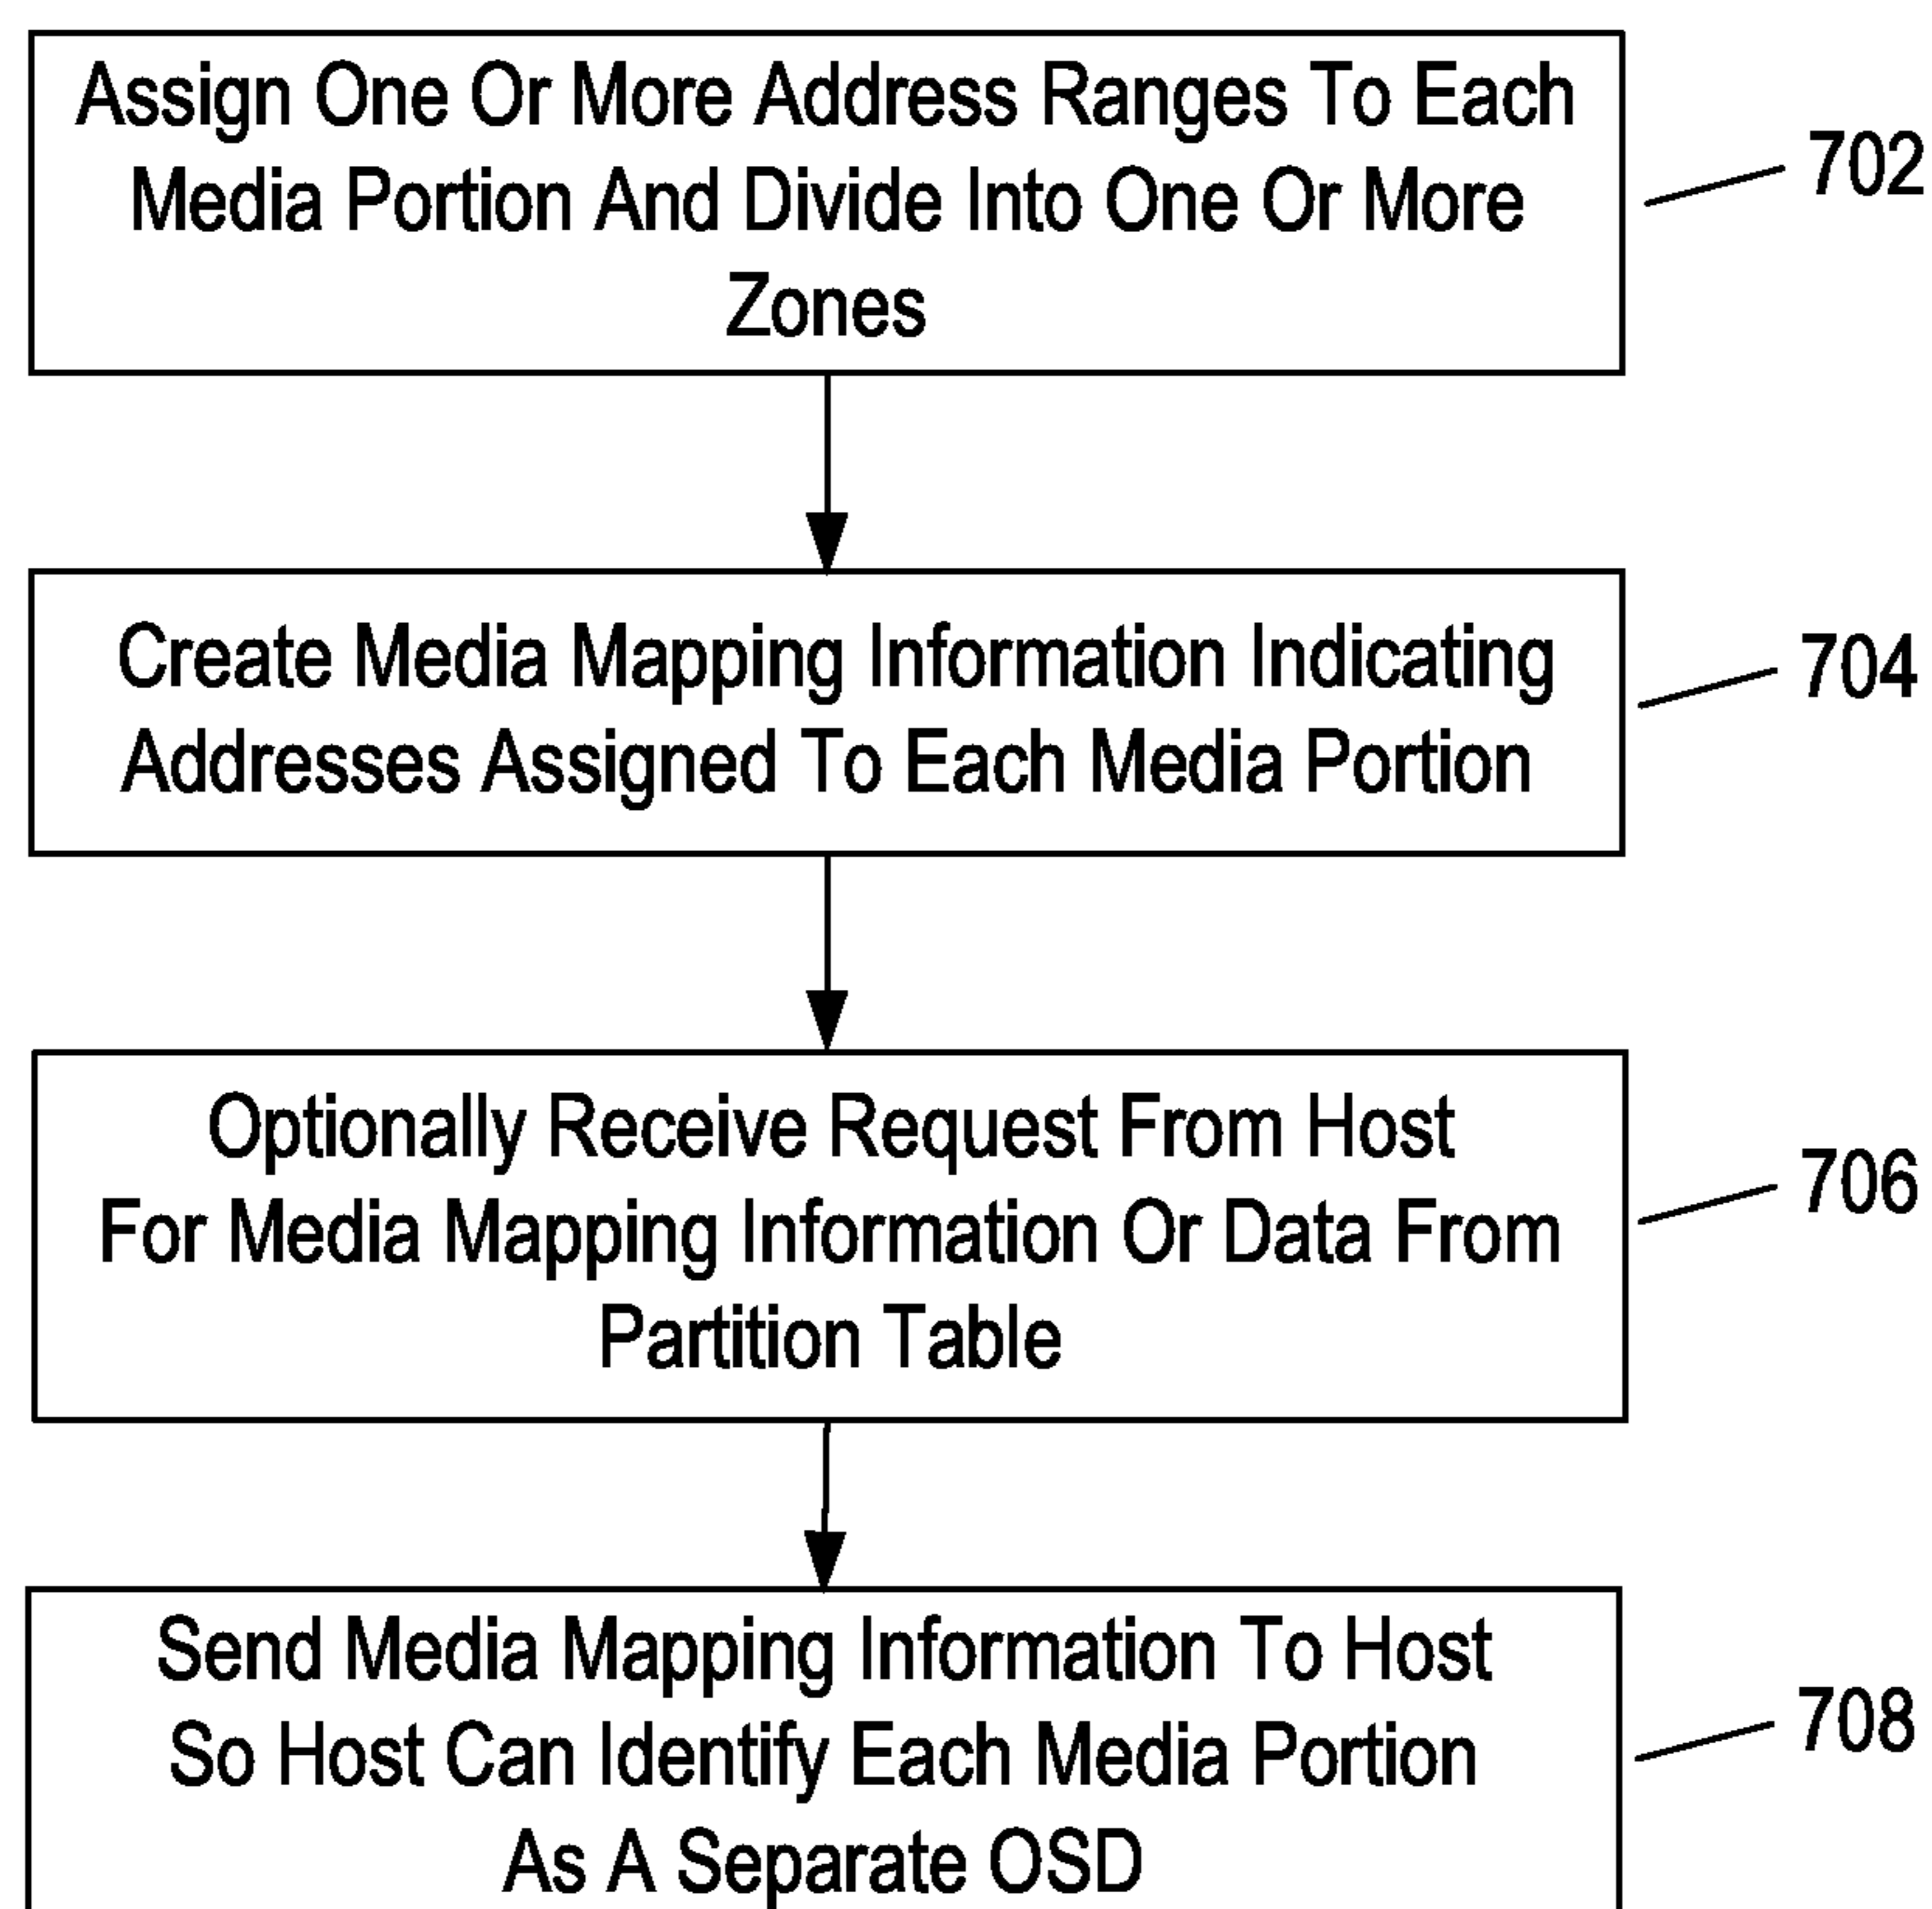 Assign One Or More Address Ranges To Each
Media Portion And Divide Into One Or More
Zones
702
Create Media Mapping Information Indicating
Addresses Assigned To Each Media Portion
704
Optionally Receive Request From Host
For Media Mapping Information Or Data From
Partition Table
706
Send Media Mapping Information To Host
So Host Can Identify Each Media Portion
As A Separate OSD
708